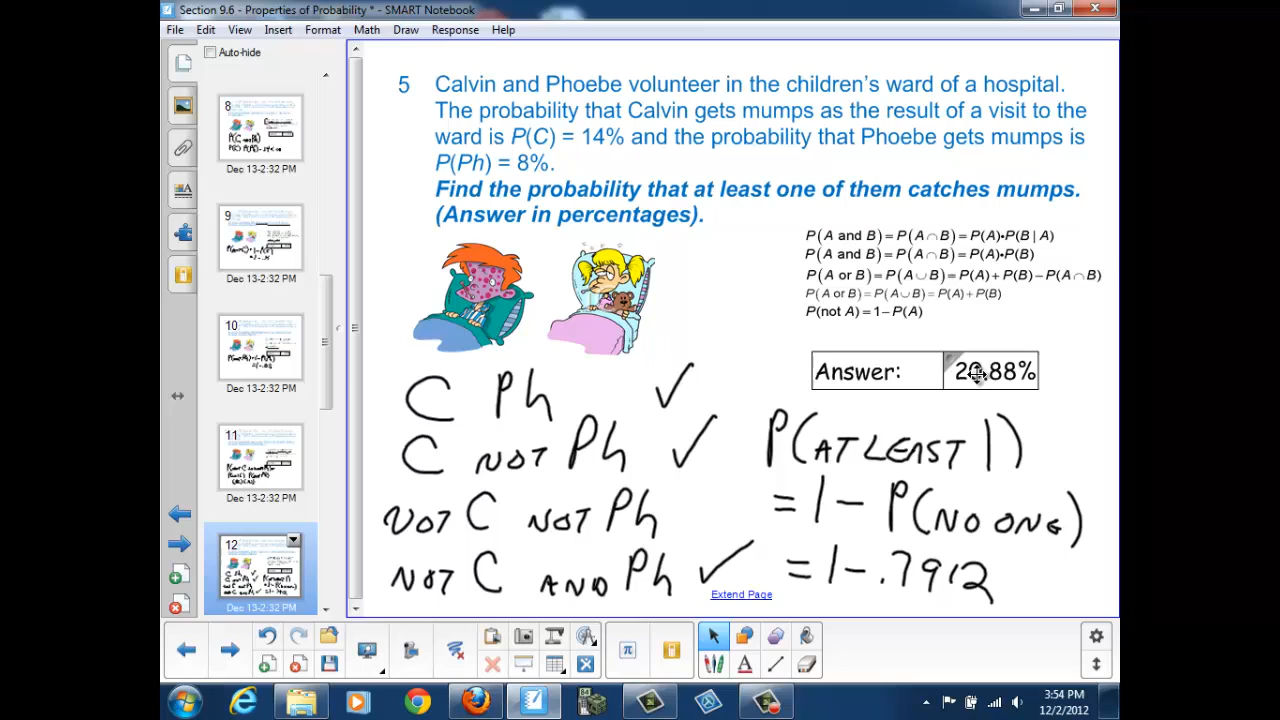 Section 9.6 - Properties of Probability * - SMART Notebook
File Edit View Insert Format Math Draw Response Help
Auto-hide
5 Calvin and Phoebe volunteer in the children's ward of a hospital.
The probability that Calvin gets mumps as the result of a visit to the
ward is P(C) = 14% and the probability that Phoebe gets mumps is
P(Ph) = 8%.
Find the probability that at least one of them catches mumps.
(Answer in percentages).
P(A and B) = P(A ∩ B) = P(A)•P(B | A)
P(A and B) = P(A ∩ B) = P(A)•P(B)
P(A or B) = P(A ∪ B) = P(A) + P(B) − P(A ∩ B)
P(A or B) = P(A ∪ B) = P(A) + P(B)
P(not A) = 1 − P(A)
Answer: 20.88%
C Ph ✓
C NOT Ph ✓
NOT C NOT Ph
NOT C AND Ph ✓
P(AT LEAST 1)
= 1 − P(NO ONE)
= 1 − .7912
Extend Page
8
Dec 13-2:32 PM
9
Dec 13-2:32 PM
10
Dec 13-2:32 PM
11
Dec 13-2:32 PM
12
Dec 13-2:32 PM
3:54 PM
12/2/2012